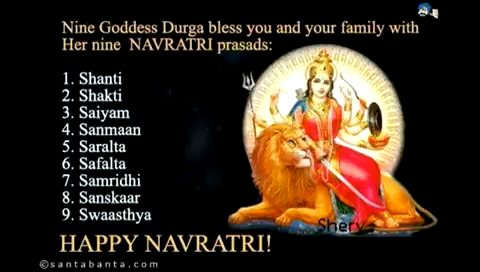 Nine Goddess Durga bless you and your family with
Her nine NAVRATRI prasads:
1. Shanti
2. Shakti
3. Saiyam
4. Sanmaan
5. Saralta
6. Safalta
7. Samridhi
8. Sanskaar
9. Swaasthya
HAPPY NAVRATRI!
©santabanta.com